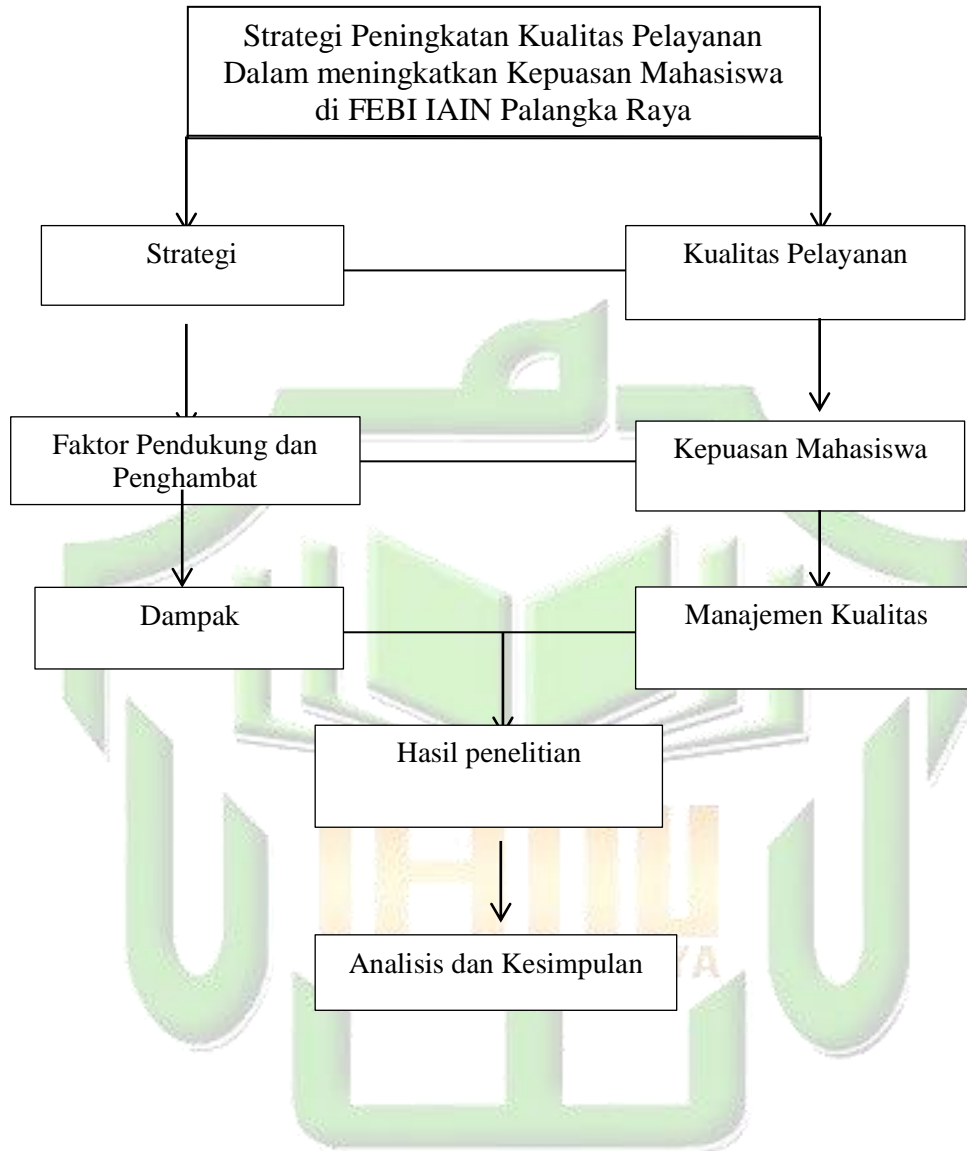 Strategi Peningkatan Kualitas Pelayanan
Dalam meningkatkan Kepuasan Mahasiswa
di FEBI IAIN Palangka Raya
Strategi
Kualitas Pelayanan
Faktor Pendukung dan
Penghambat
Kepuasan Mahasiswa
Dampak
Manajemen Kualitas
Hasil penelitian
Analisis dan Kesimpulan